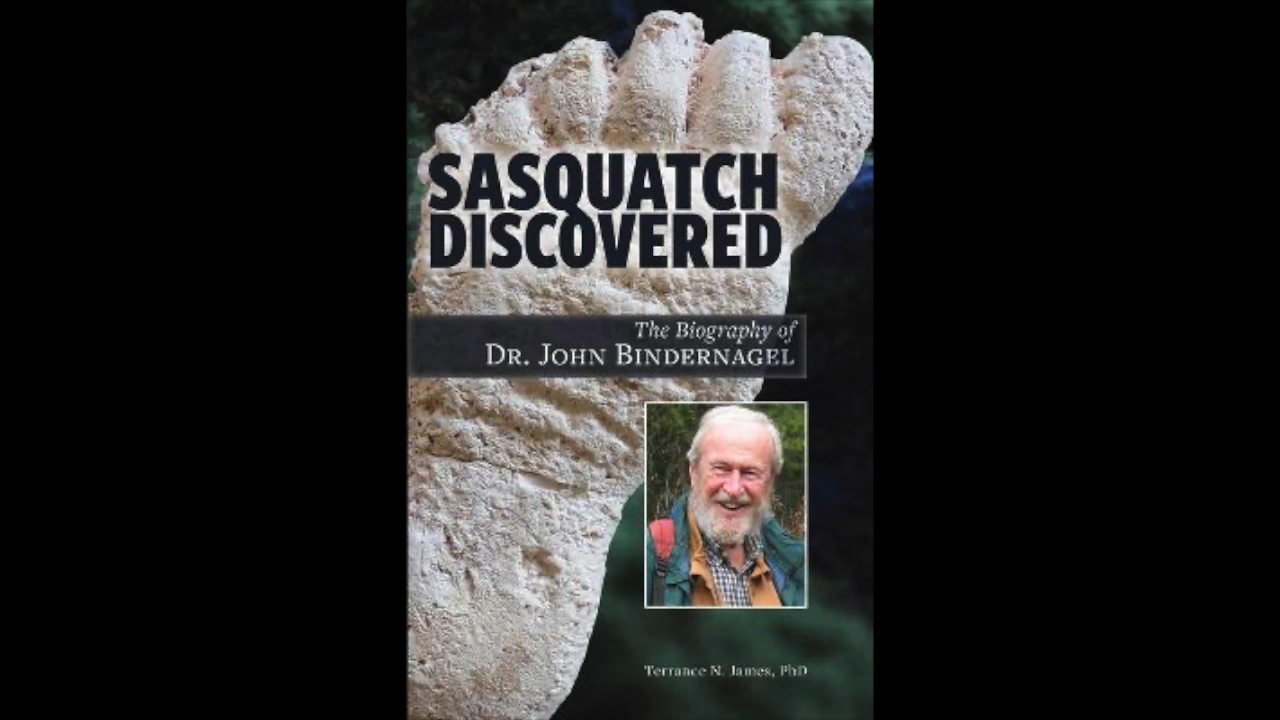 SASQUATCH
DISCOVERED
The Biography of
DR. JOHN BINDERNAGEL
Terrance N. James, PhD